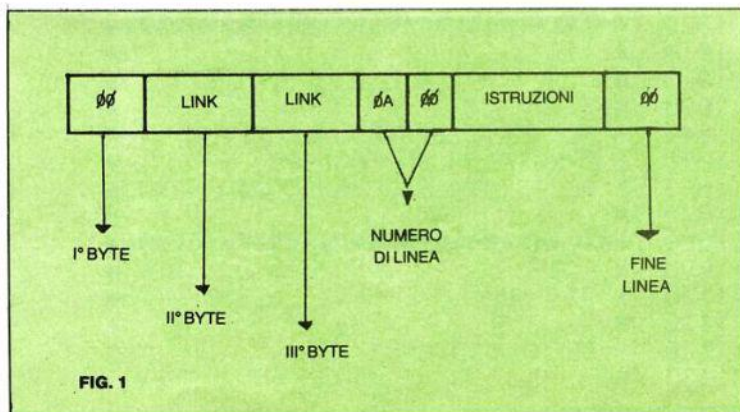 ØØ LINK LINK ØA ØØ ISTRUZIONI ØØ
I° BYTE
NUMERO
DI LINEA
FINE
LINEA
II° BYTE
III° BYTE
FIG. 1